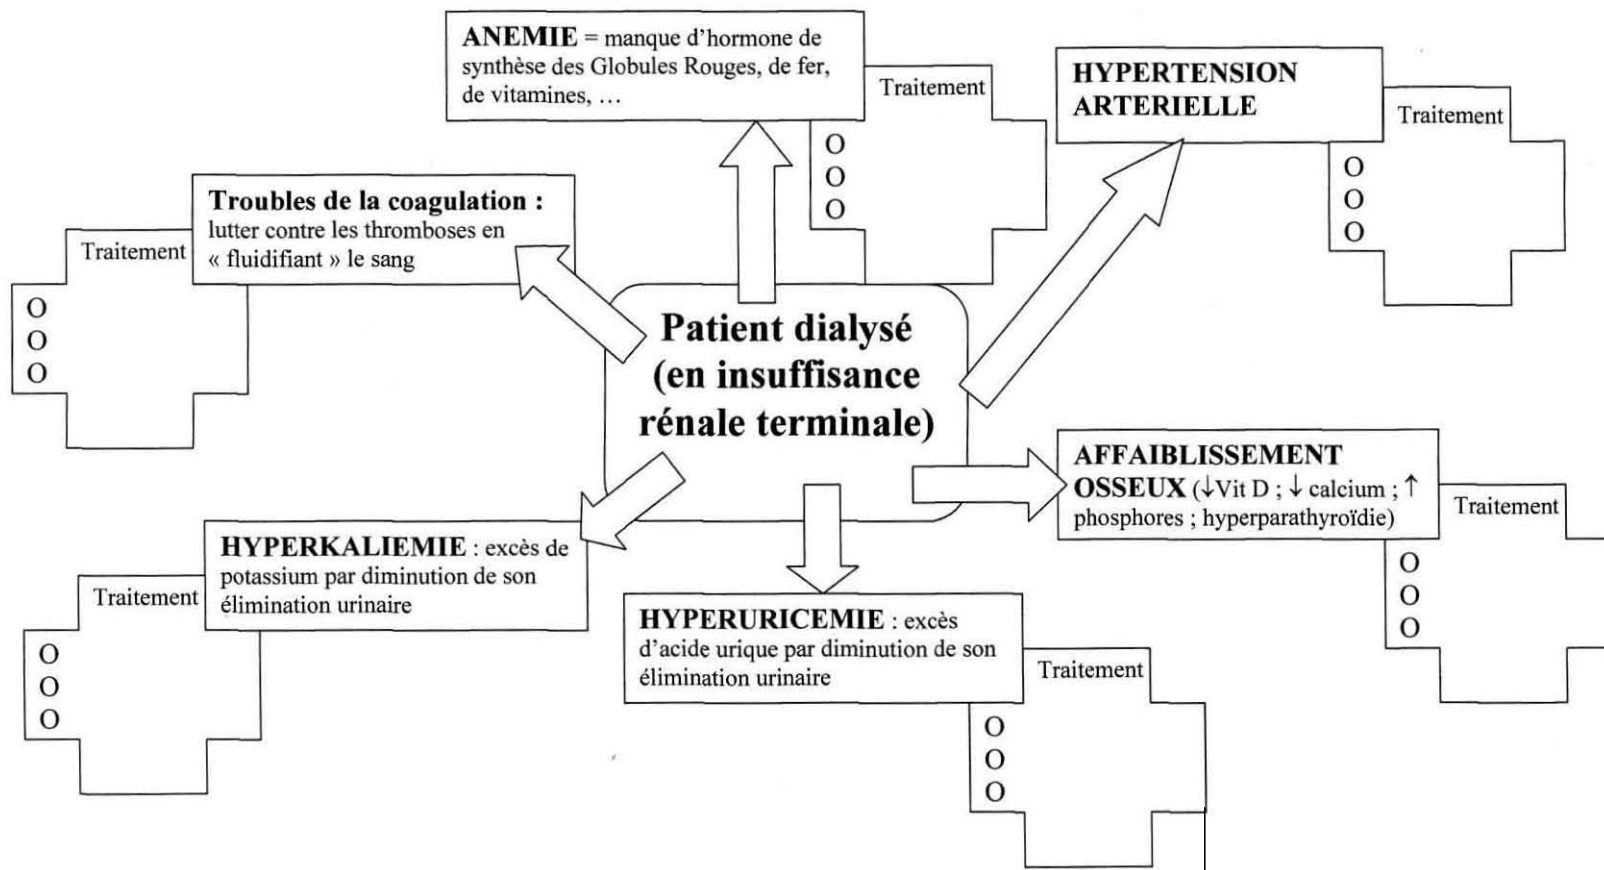 ANEMIE = manque d'hormone de
synthèse des Globules Rouges, de fer,
de vitamines, …
Traitement
O
O
O
HYPERTENSION
ARTERIELLE
Traitement
O
O
O
Troubles de la coagulation :
lutter contre les thromboses en
« fluidifiant » le sang
Traitement
O
O
O
Patient dialysé
(en insuffisance
rénale terminale)
AFFAIBLISSEMENT
OSSEUX (↓Vit D ; ↓ calcium ; ↑
phosphores ; hyperparathyroïdie)
Traitement
O
O
O
HYPERKALIEMIE : excès de
potassium par diminution de son
élimination urinaire
Traitement
O
O
O
HYPERURICEMIE : excès
d'acide urique par diminution de son
élimination urinaire
Traitement
O
O
O